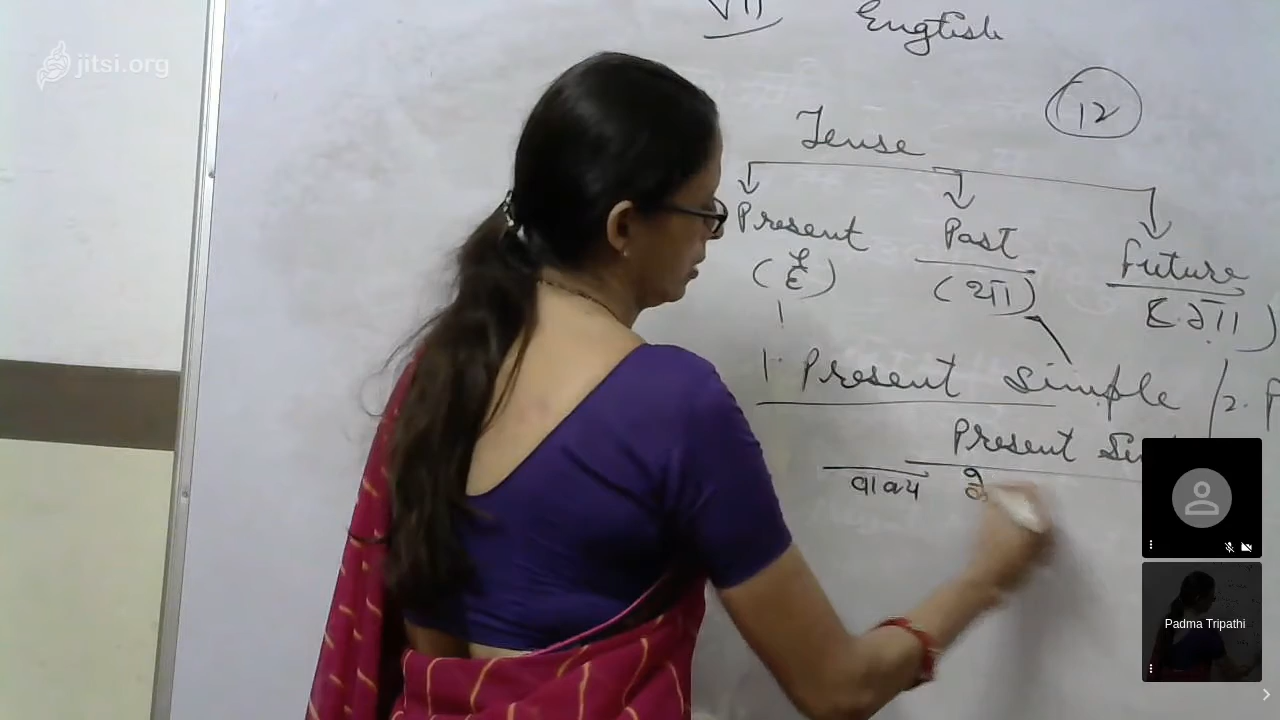 jitsi.org
VII English
12
Tense
Present Past Future
(है) (था) (गा)
1. Present Simple / 2. P
Present Sim
वाक्य के
Padma Tripathi